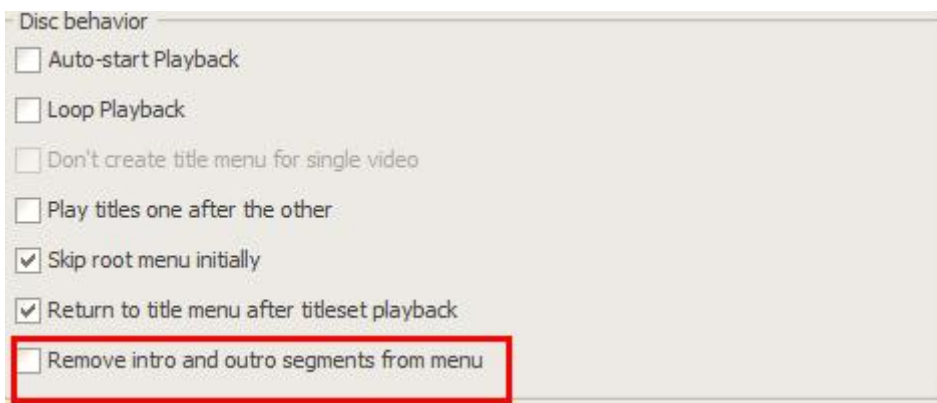 Disc behavior
Auto-start Playback
Loop Playback
Don't create title menu for single video
Play titles one after the other
Skip root menu initially
Return to title menu after titleset playback
Remove intro and outro segments from menu